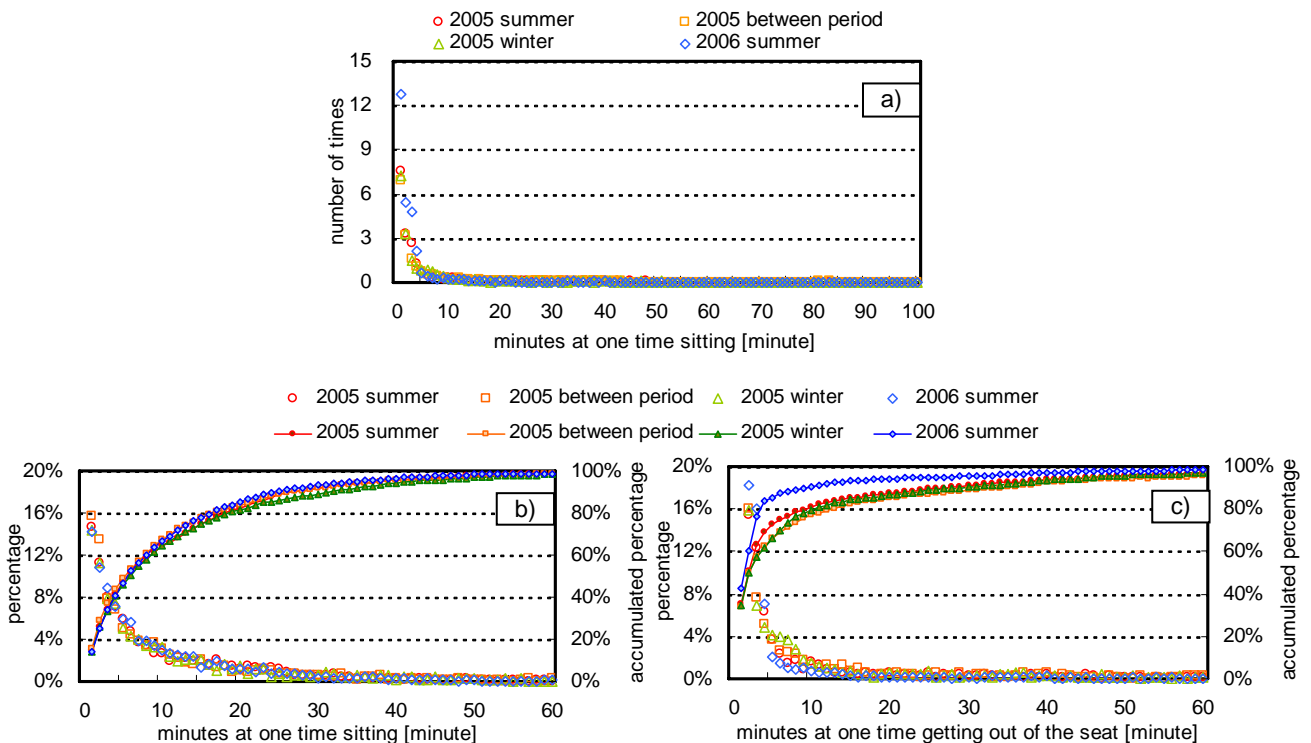 2005 summer 2005 between period
2005 winter 2006 summer
15
12
9
6
3
0
number of times
a)
0 10 20 30 40 50 60 70 80 90 100
minutes at one time sitting [minute]
2005 summer 2005 between period 2005 winter 2006 summer
2005 summer 2005 between period 2005 winter 2006 summer
20%
16%
12%
8%
4%
0%
percentage
b)
100%
80%
60%
40%
20%
0%
accumulated percentage
0 10 20 30 40 50 60
minutes at one time sitting [minute]
20%
16%
12%
8%
4%
0%
percentage
c)
100%
80%
60%
40%
20%
0%
accumulated percentage
0 10 20 30 40 50 60
minutes at one time getting out of the seat [minute]